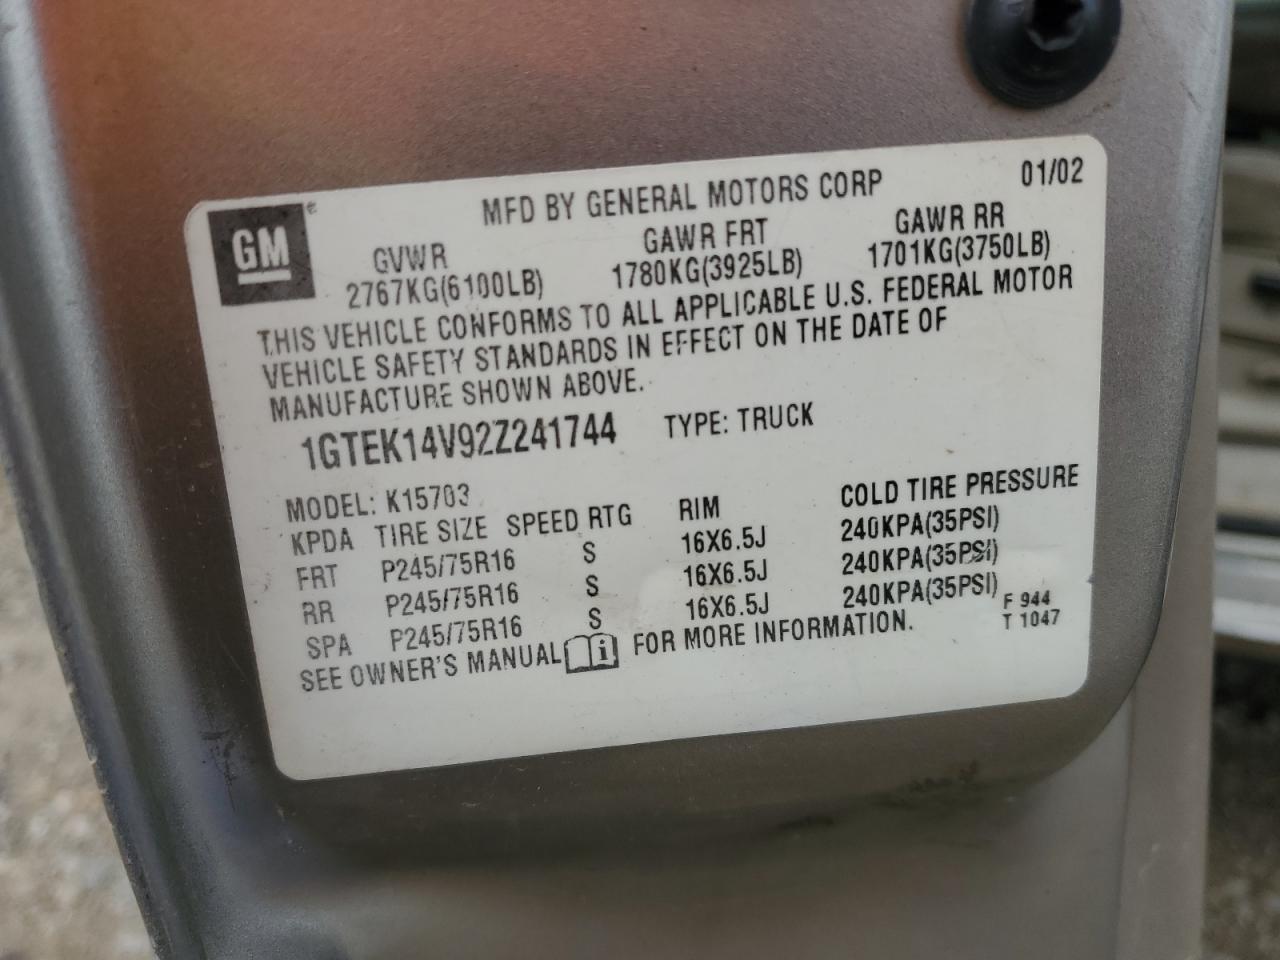 GM®
MFD BY GENERAL MOTORS CORP 01/02
GVWR GAWR FRT GAWR RR
2767KG(6100LB) 1780KG(3925LB) 1701KG(3750LB)
THIS VEHICLE CONFORMS TO ALL APPLICABLE U.S. FEDERAL MOTOR
VEHICLE SAFETY STANDARDS IN EFFECT ON THE DATE OF
MANUFACTURE SHOWN ABOVE.
1GTEK14V92Z241744 TYPE: TRUCK
MODEL: K15703
KPDA TIRE SIZE SPEED RTG RIM COLD TIRE PRESSURE
FRT P245/75R16 S 16X6.5J 240KPA(35PSI)
RR P245/75R16 S 16X6.5J 240KPA(35PSI)
SPA P245/75R16 S 16X6.5J 240KPA(35PSI)
SEE OWNER'S MANUAL i FOR MORE INFORMATION.
F 944
T 1047